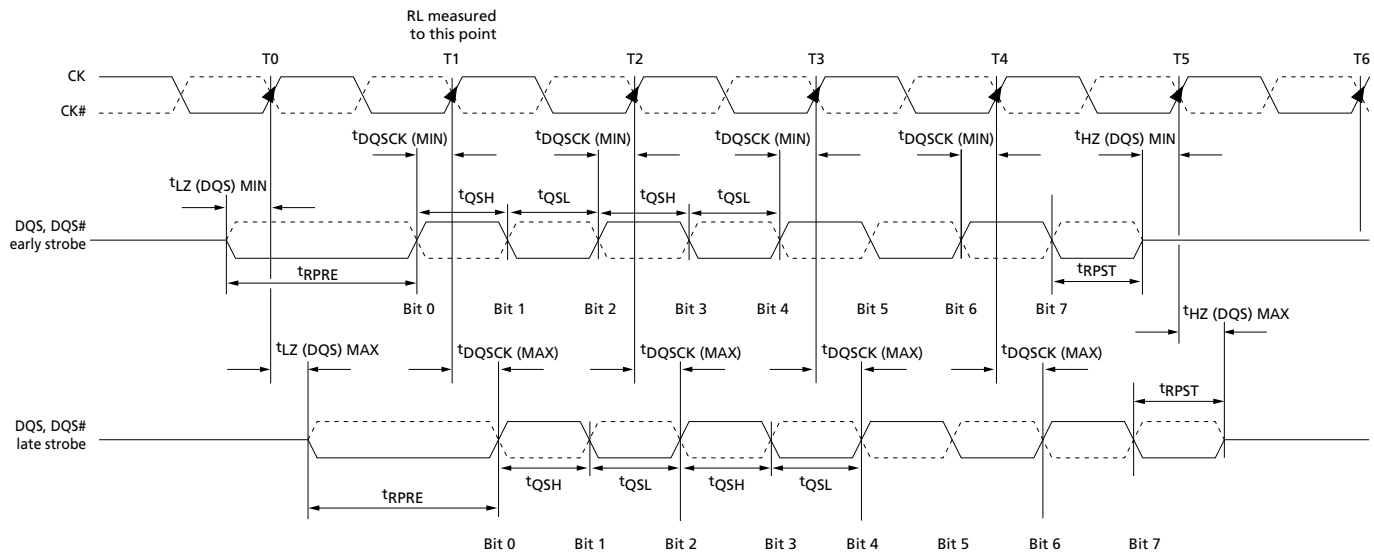 RL measured
to this point
T0 T1 T2 T3 T4 T5 T6
CK
CK#
tDQSCK (MIN) tDQSCK (MIN) tDQSCK (MIN) tDQSCK (MIN) tHZ (DQS) MIN
tLZ (DQS) MIN
tQSH tQSL tQSH tQSL
DQS, DQS#
early strobe
tRPRE tRPST
Bit 0 Bit 1 Bit 2 Bit 3 Bit 4 Bit 5 Bit 6 Bit 7
tHZ (DQS) MAX
tLZ (DQS) MAX tDQSCK (MAX) tDQSCK (MAX) tDQSCK (MAX) tDQSCK (MAX)
tRPST
DQS, DQS#
late strobe
tQSH tQSL tQSH tQSL
tRPRE
Bit 0 Bit 1 Bit 2 Bit 3 Bit 4 Bit 5 Bit 6 Bit 7